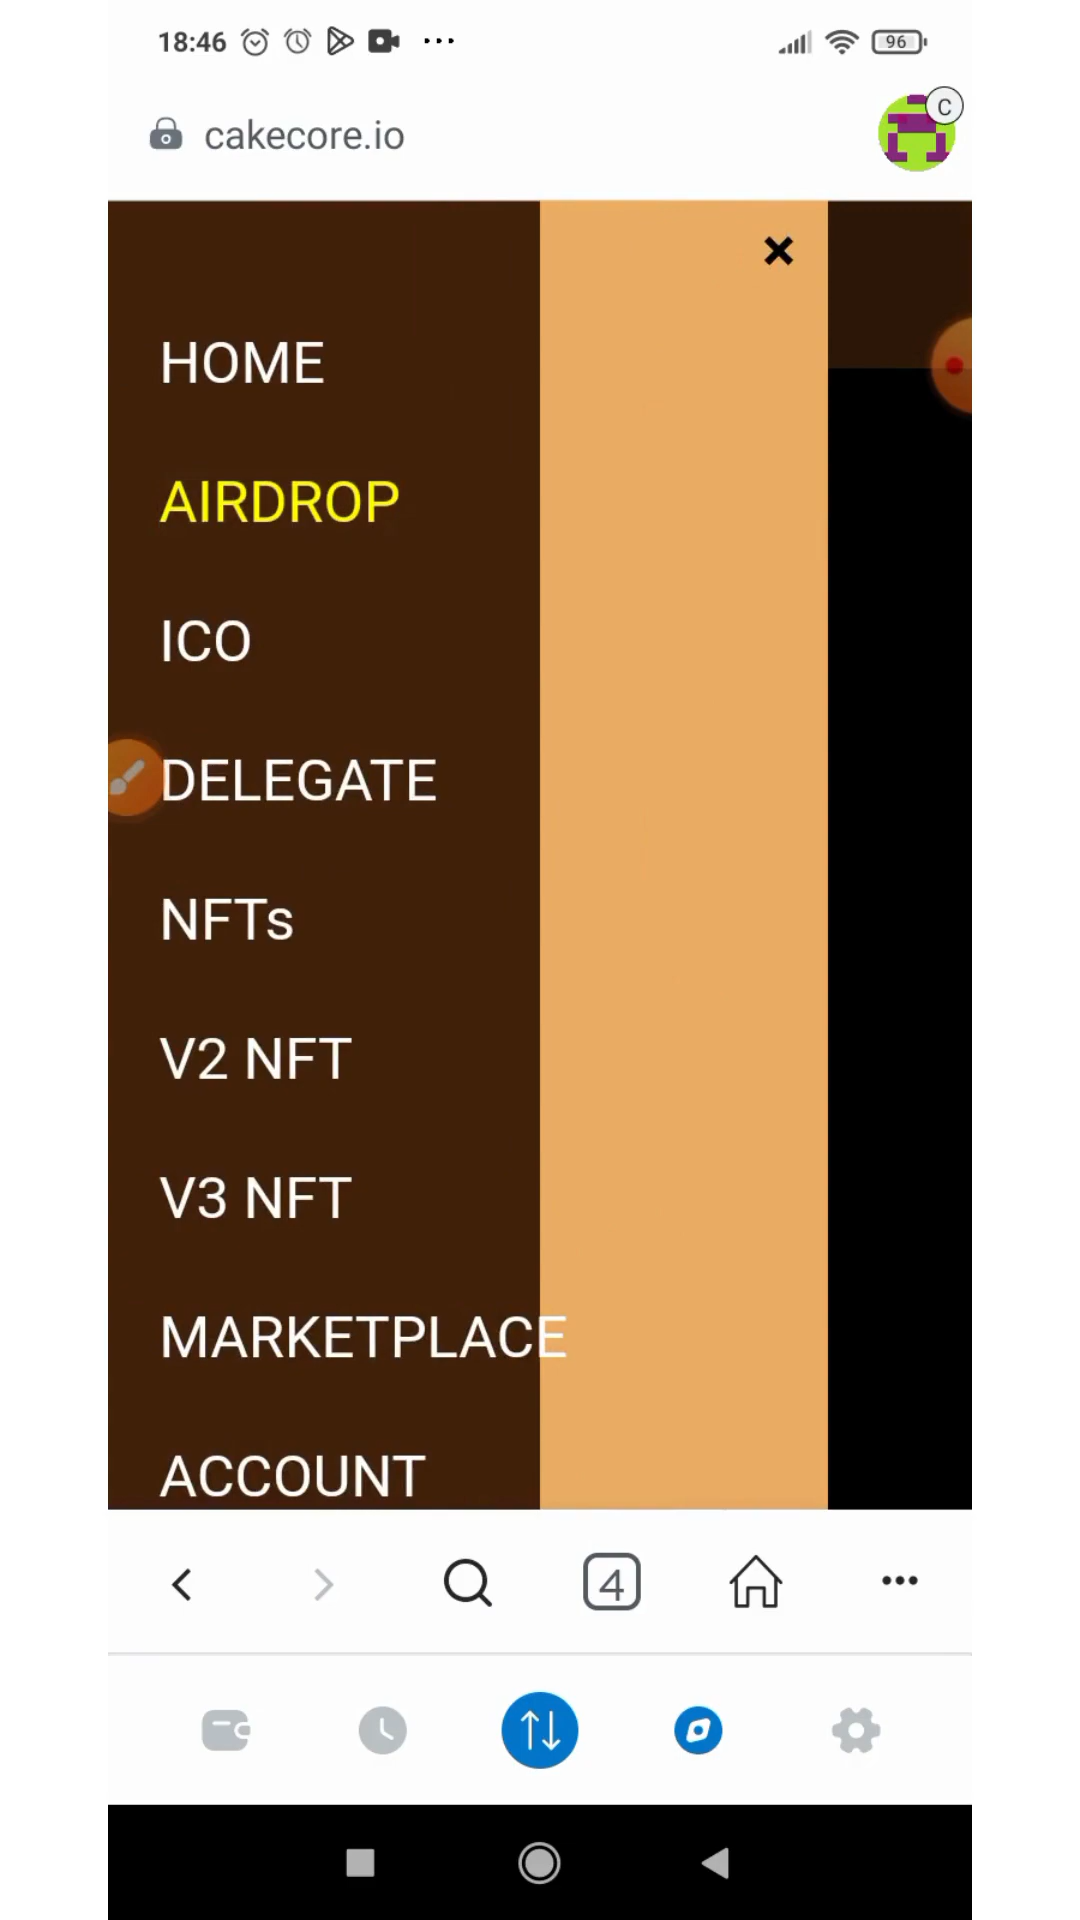 18:46
96
cakecore.io
C
HOME
AIRDROP
ICO
DELEGATE
NFTs
V2 NFT
V3 NFT
MARKETPLACE
ACCOUNT
4